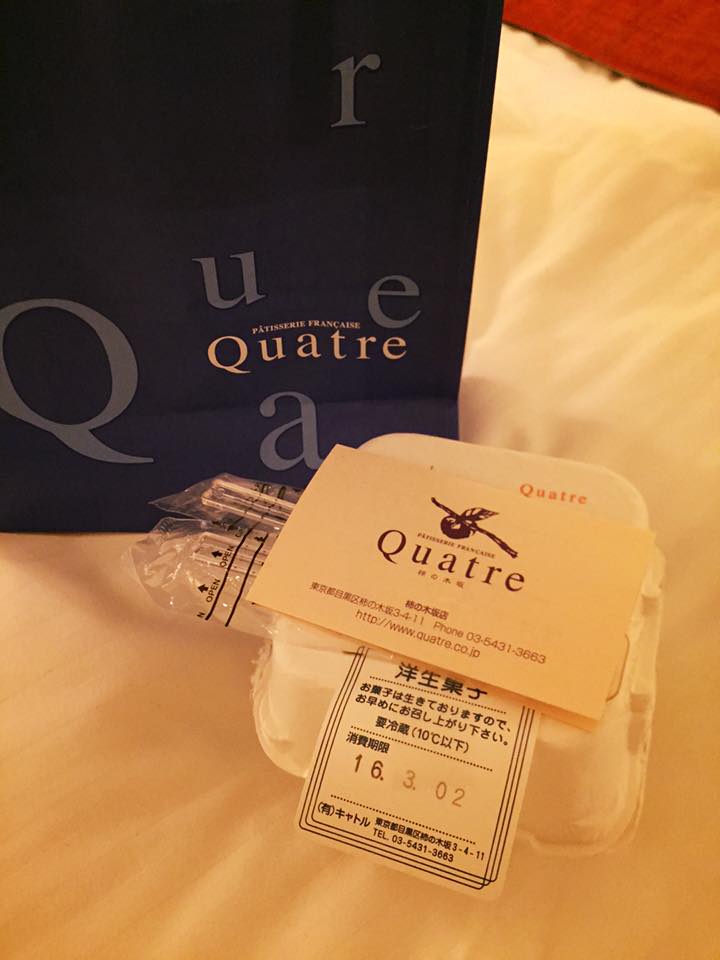 r
u
e
Q
a
PÂTISSERIE FRANÇAISE
Quatre
OPEN
OPEN
Quatre
PÂTISSERIE FRANÇAISE
Quatre
柿の木坂
柿の木坂店
東京都目黒区柿の木坂3-4-11 Phone 03-5431-3663
http://www.quatre.co.jp
洋生菓子
お菓子は生きておりますので、
お早めにお召し上がり下さい。
要冷蔵(10℃以下)
消費期限
16.3.02
(有)キャトル 東京都目黒区柿の木坂3-4-11
TEL. 03-5431-3663